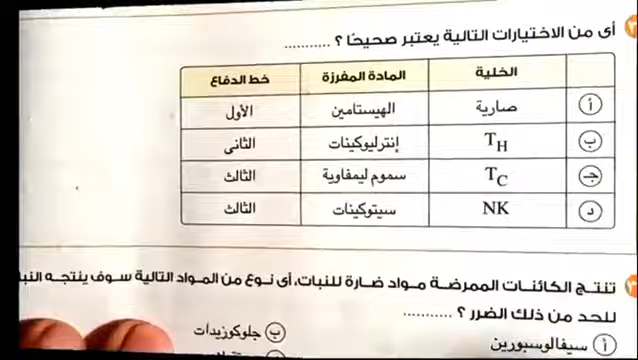 أى من الاختيارات التالية يعتبر صحيحًا ؟ ...........
الخلية المادة المفرزة خط الدفاع
أ صارية الهيستامين الأول
ب TH إنترليوكينات الثانى
جـ TC سموم ليمفاوية الثالث
د NK سيتوكينات الثالث
تنتج الكائنات الممرضة مواد ضارة للنبات، أى نوع من المواد التالية سوف ينتجه
للحد من ذلك الضرر ؟ ...........
أ سيفالوسبورين ب جلوكوزيدات